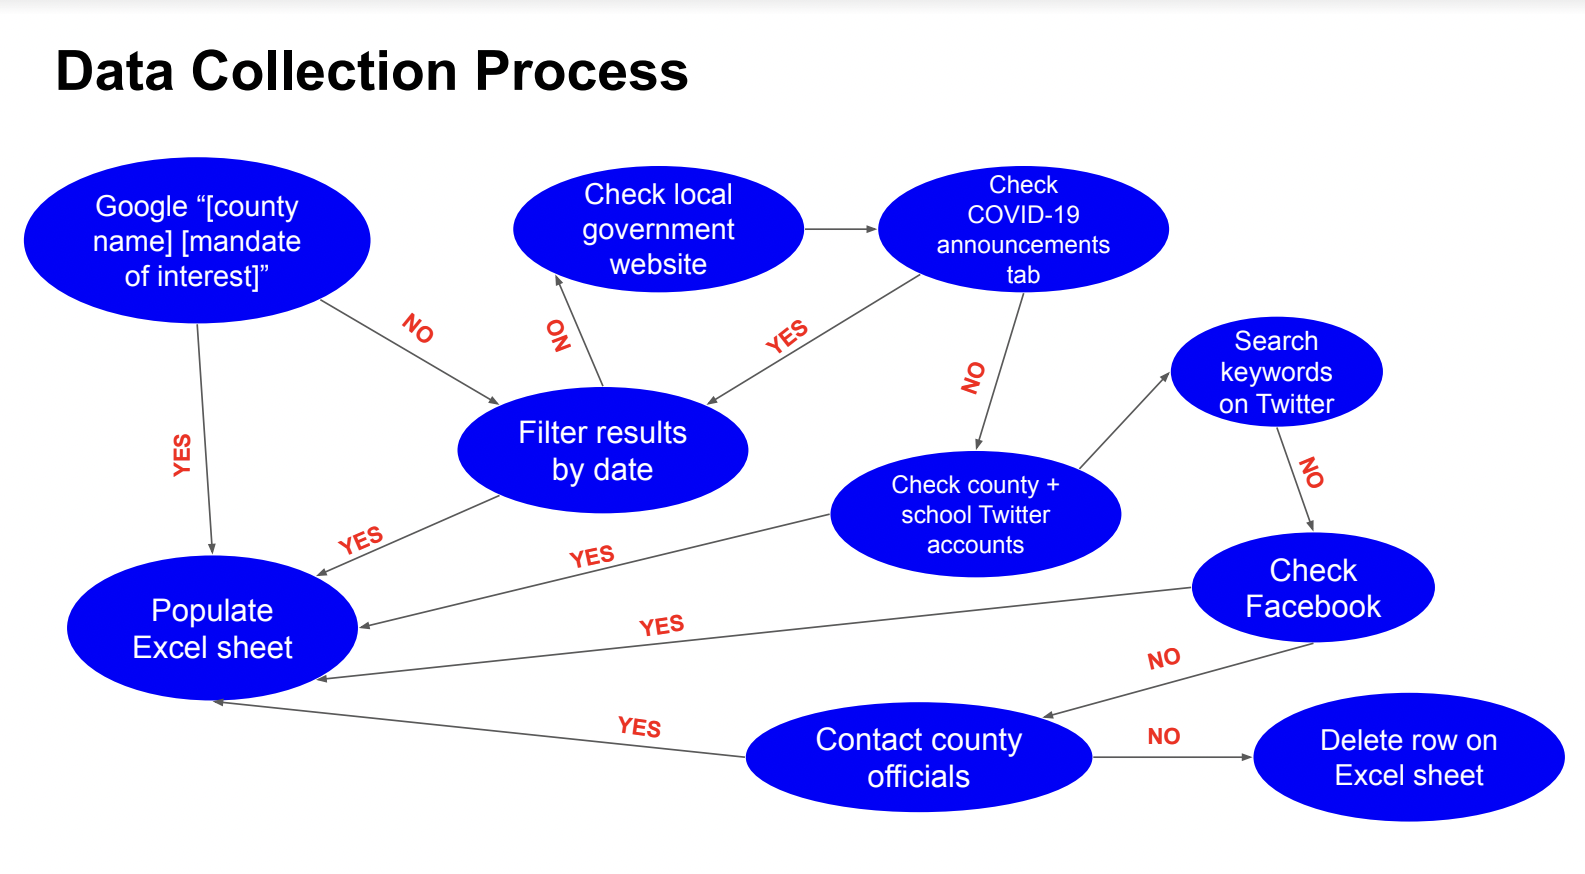 Data Collection Process
Google “[county
name] [mandate
of interest]”
Check local
government
website
Check
COVID-19
announcements
tab
NO
NO
YES
NO
Search
keywords
on Twitter
YES
Filter results
by date
NO
Check county +
school Twitter
accounts
YES
YES
Check
Facebook
Populate
Excel sheet
YES
NO
YES
Contact county
officials
NO
Delete row on
Excel sheet